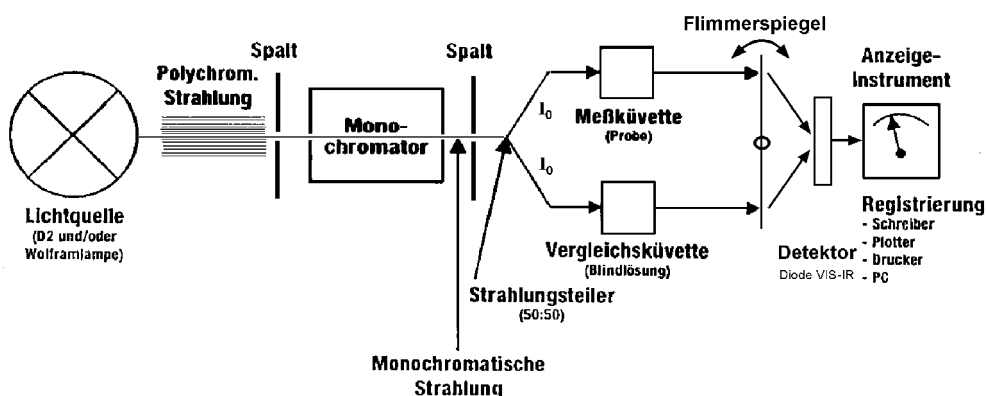 Flimmerspiegel
Spalt
Spalt
Anzeige-
Instrument
Polychrom.
Strahlung
I₀
Mono-
chromator
Meßküvette
(Probe)
I₀
Lichtquelle
(D2 und/oder
Wolframlampe)
Vergleichsküvette
(Blindlösung)
Detektor
Diode VIS-IR
Registrierung
- Schreiber
- Plotter
- Drucker
- PC
Strahlungsteiler
(50:50)
Monochromatische
Strahlung